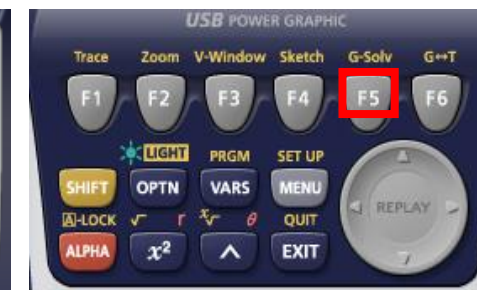 USB POWER GRAPHIC
Trace Zoom V-Window Sketch G-Solv G↔T
F1 F2 F3 F4 F5 F6
LIGHT PRGM SET UP
SHIFT OPTN VARS MENU
REPLAY
A-LOCK √ r ˣ√ θ QUIT
ALPHA x² ^ EXIT